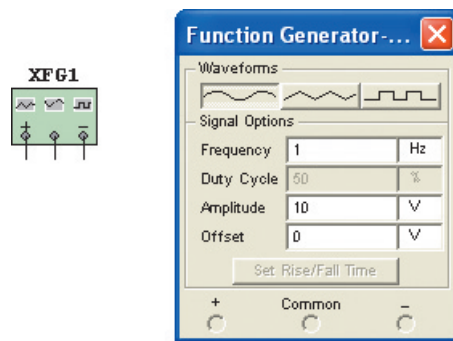 XFG1
+ −
Function Generator-...
Waveforms
Signal Options
Frequency 1 Hz
Duty Cycle 50 %
Amplitude 10 V
Offset 0 V
Set Rise/Fall Time
+ Common −